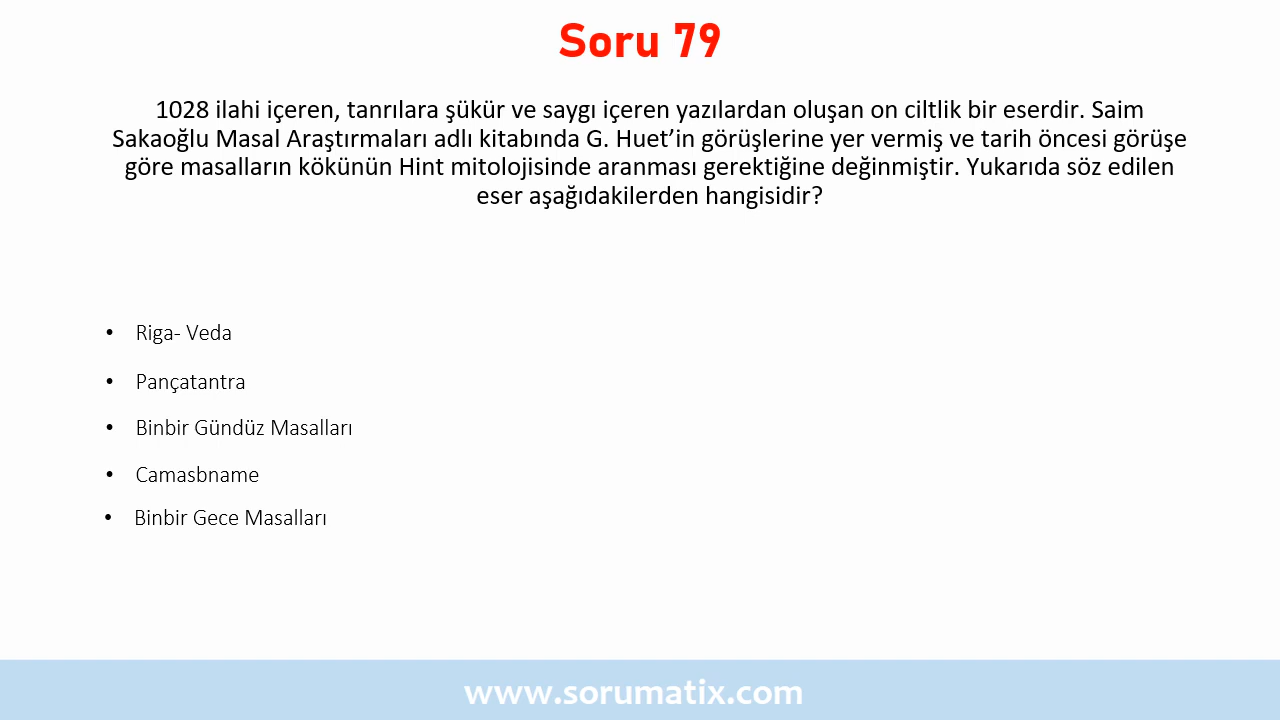 Soru 79
1028 ilahi içeren, tanrılara şükür ve saygı içeren yazılardan oluşan on ciltlik bir eserdir. Saim
Sakaoğlu Masal Araştırmaları adlı kitabında G. Huet’in görüşlerine yer vermiş ve tarih öncesi görüşe
göre masalların kökünün Hint mitolojisinde aranması gerektiğine değinmiştir. Yukarıda söz edilen
eser aşağıdakilerden hangisidir?
• Riga- Veda
• Pançatantra
• Binbir Gündüz Masalları
• Camasbname
• Binbir Gece Masalları
www.sorumatix.com